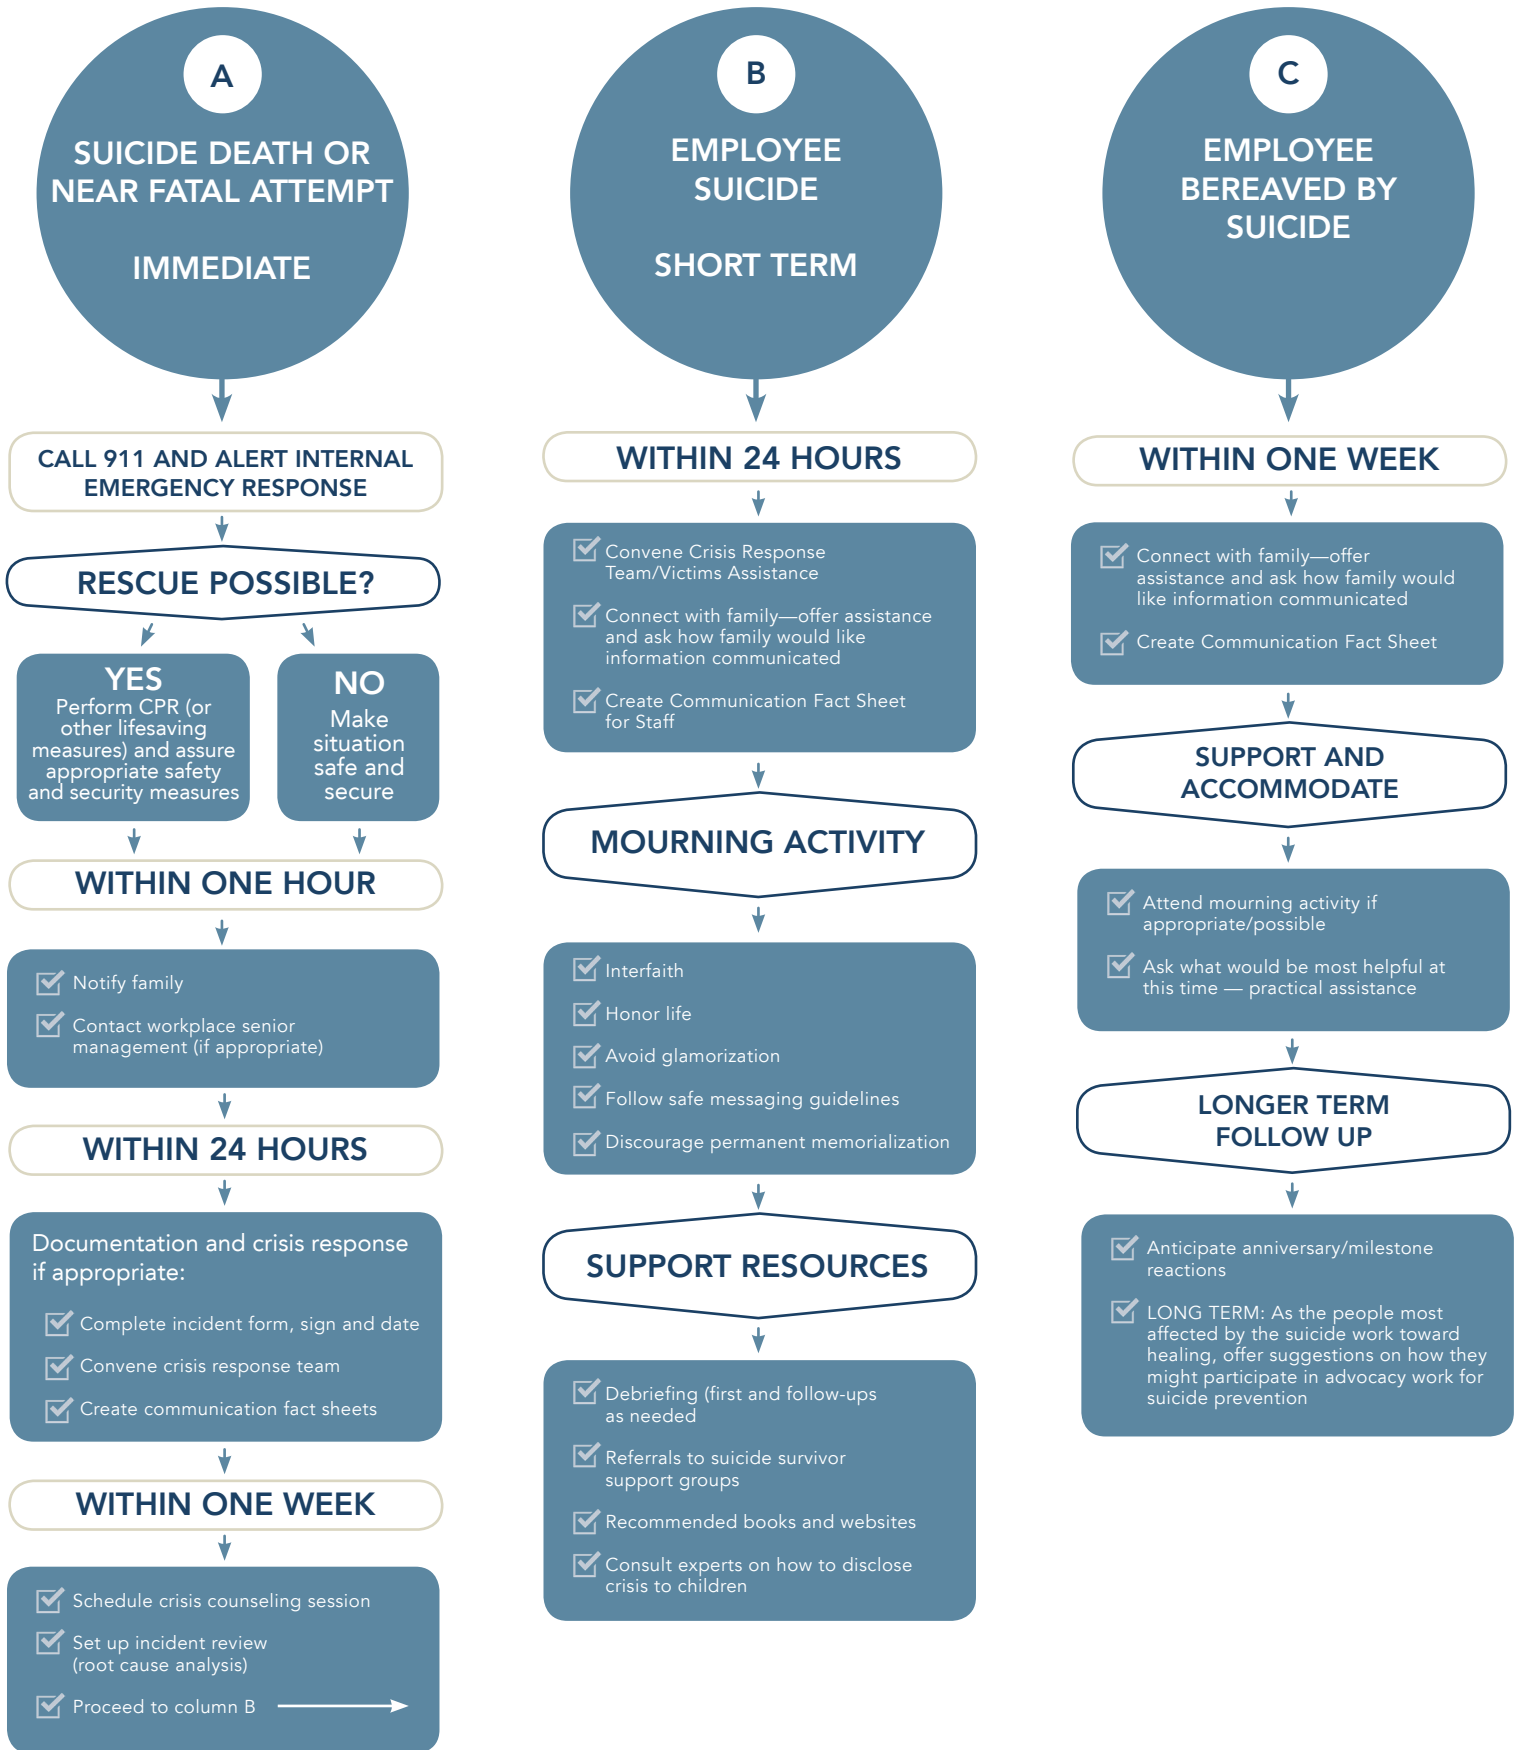 A
SUICIDE DEATH OR
NEAR FATAL ATTEMPT
IMMEDIATE
CALL 911 AND ALERT INTERNAL
EMERGENCY RESPONSE
RESCUE POSSIBLE?
YES
Perform CPR (or
other lifesaving
measures) and assure
appropriate safety
and security measures
NO
Make
situation
safe and
secure
WITHIN ONE HOUR
Notify family
Contact workplace senior
management (if appropriate)
WITHIN 24 HOURS
Documentation and crisis response
if appropriate:
Complete incident form, sign and date
Convene crisis response team
Create communication fact sheets
WITHIN ONE WEEK
Schedule crisis counseling session
Set up incident review
(root cause analysis)
Proceed to column B
B
EMPLOYEE
SUICIDE
SHORT TERM
WITHIN 24 HOURS
Convene Crisis Response
Team/Victims Assistance
Connect with family—offer assistance
and ask how family would like
information communicated
Create Communication Fact Sheet
for Staff
MOURNING ACTIVITY
Interfaith
Honor life
Avoid glamorization
Follow safe messaging guidelines
Discourage permanent memorialization
SUPPORT RESOURCES
Debriefing (first and follow-ups
as needed
Referrals to suicide survivor
support groups
Recommended books and websites
Consult experts on how to disclose
crisis to children
C
EMPLOYEE
BEREAVED BY
SUICIDE
WITHIN ONE WEEK
Connect with family—offer
assistance and ask how family would
like information communicated
Create Communication Fact Sheet
SUPPORT AND
ACCOMMODATE
Attend mourning activity if
appropriate/possible
Ask what would be most helpful at
this time — practical assistance
LONGER TERM
FOLLOW UP
Anticipate anniversary/milestone
reactions
LONG TERM: As the people most
affected by the suicide work toward
healing, offer suggestions on how they
might participate in advocacy work for
suicide prevention